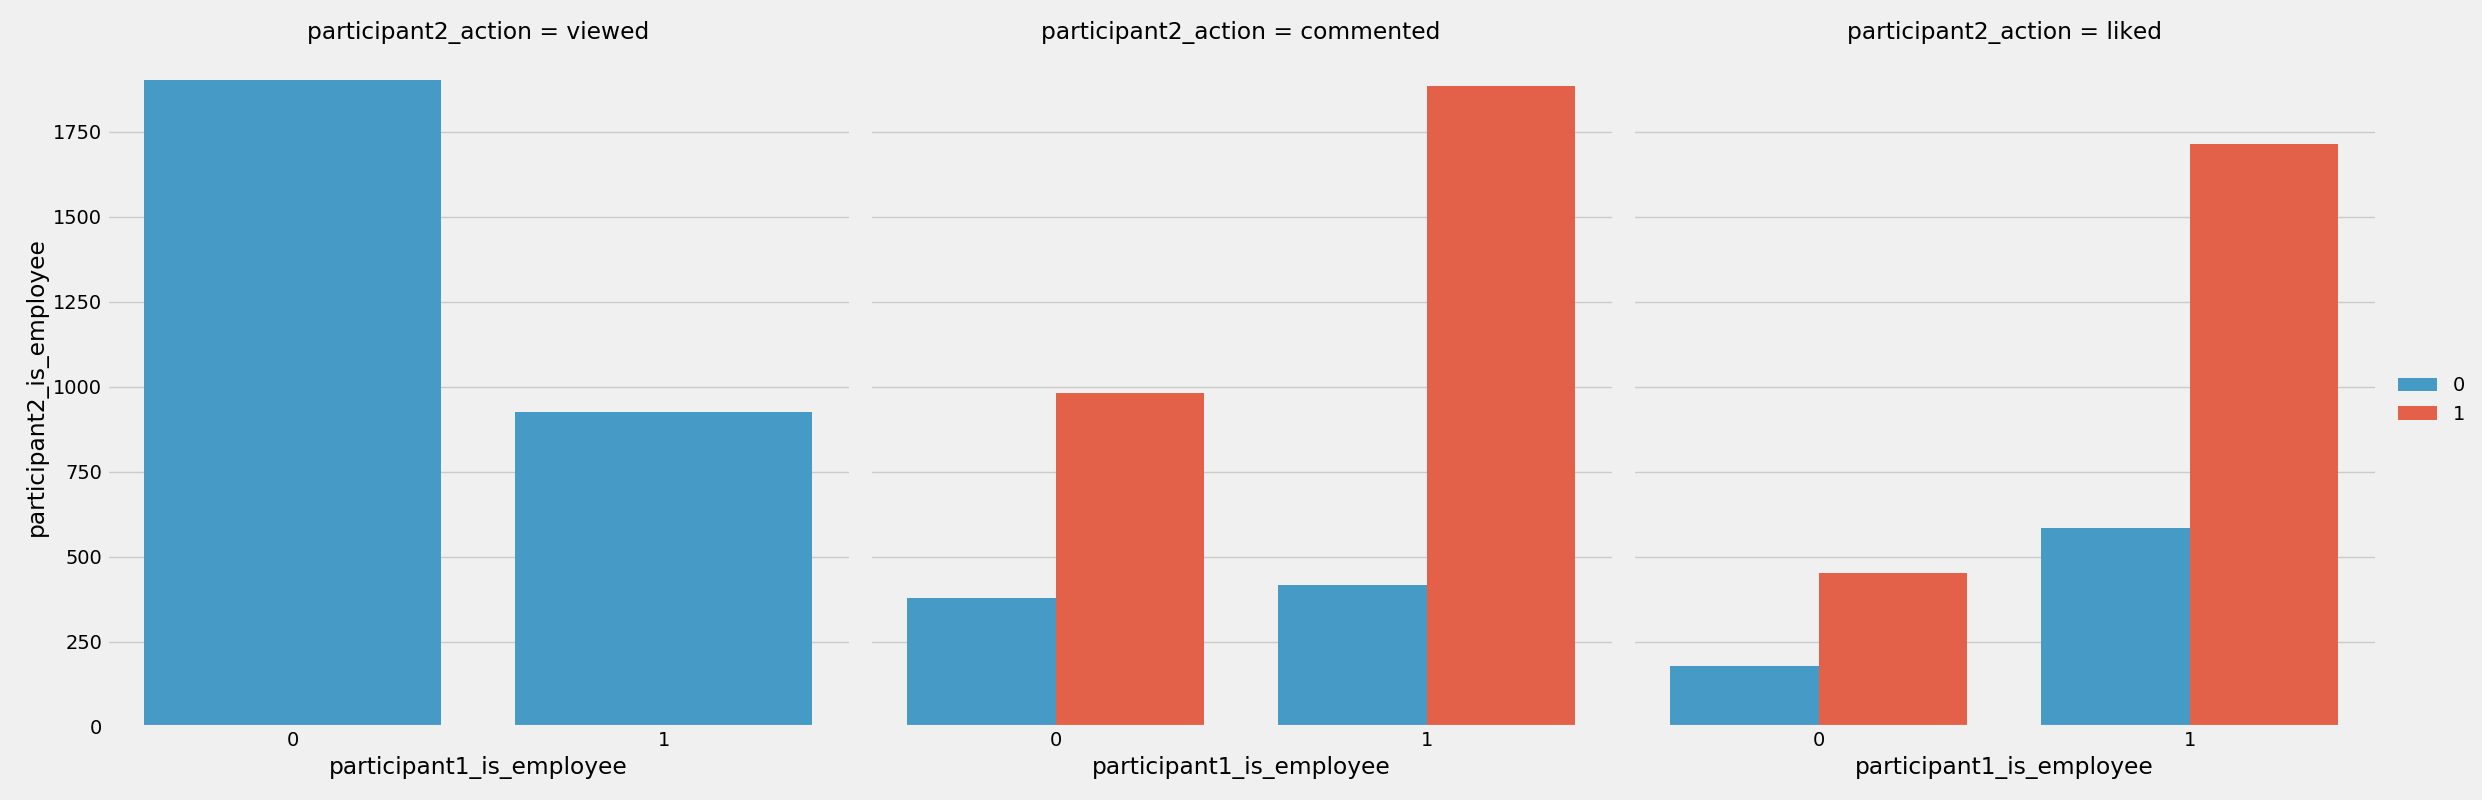 participant2_action = viewed
participant2_action = commented
participant2_action = liked
participant2_is_employee
1750
1500
1250
1000
750
500
250
0
0
1
participant1_is_employee
0
1
participant1_is_employee
0
1
participant1_is_employee
0
1